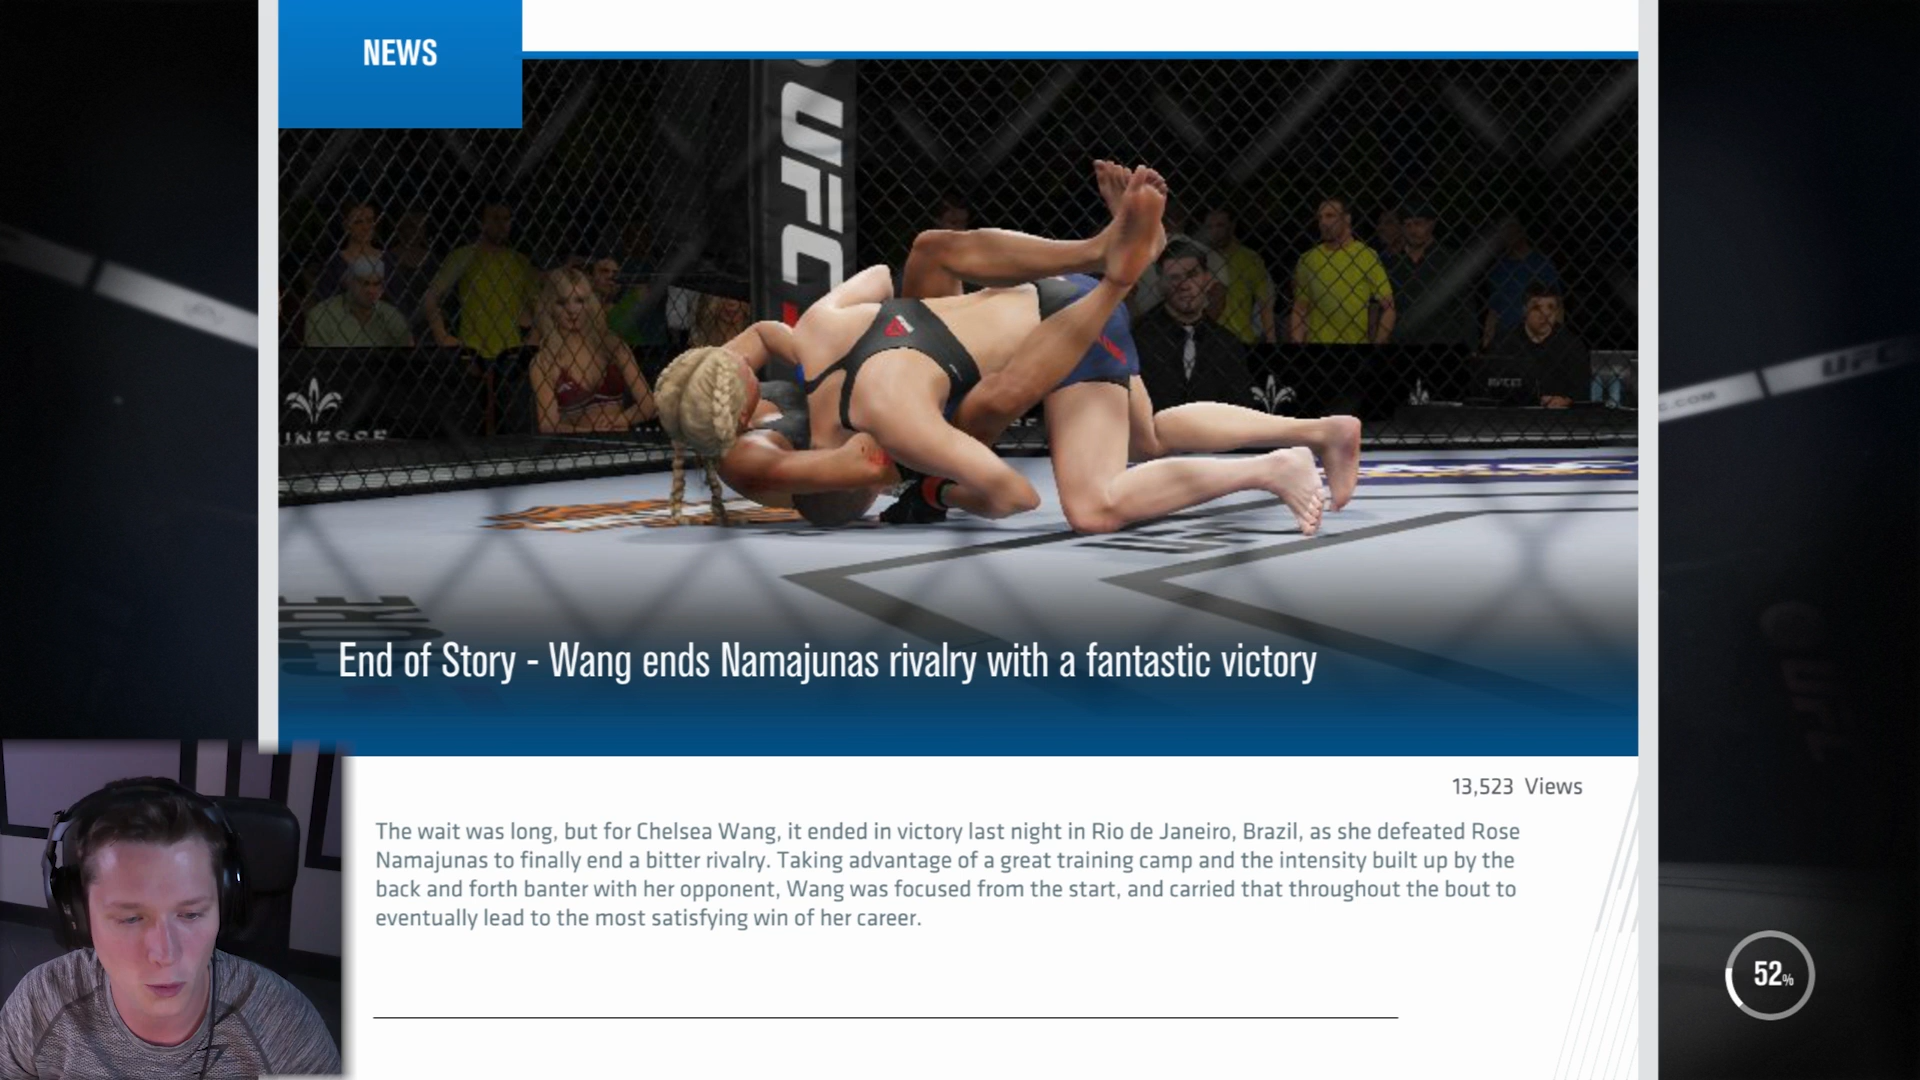 NEWS
UFC
UNESSE
End of Story - Wang ends Namajunas rivalry with a fantastic victory
13,523 Views
The wait was long, but for Chelsea Wang, it ended in victory last night in Rio de Janeiro, Brazil, as she defeated Rose
Namajunas to finally end a bitter rivalry. Taking advantage of a great training camp and the intensity built up by the
back and forth banter with her opponent, Wang was focused from the start, and carried that throughout the bout to
eventually lead to the most satisfying win of her career.
52%